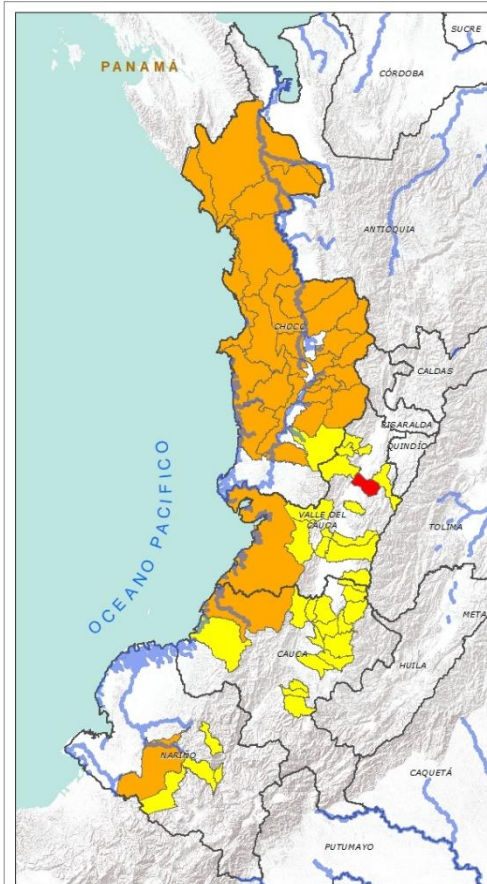 SUCRE
PANAMÁ
CÓRDOBA
ANTIOQUIA
CHOCÓ
CALDAS
RISARALDA
QUINDÍO
OCEANO PACÍFICO
VALLE DEL
CAUCA
TOLIMA
META
CAUCA
HUILA
NARIÑO
CAQUETÁ
PUTUMAYO